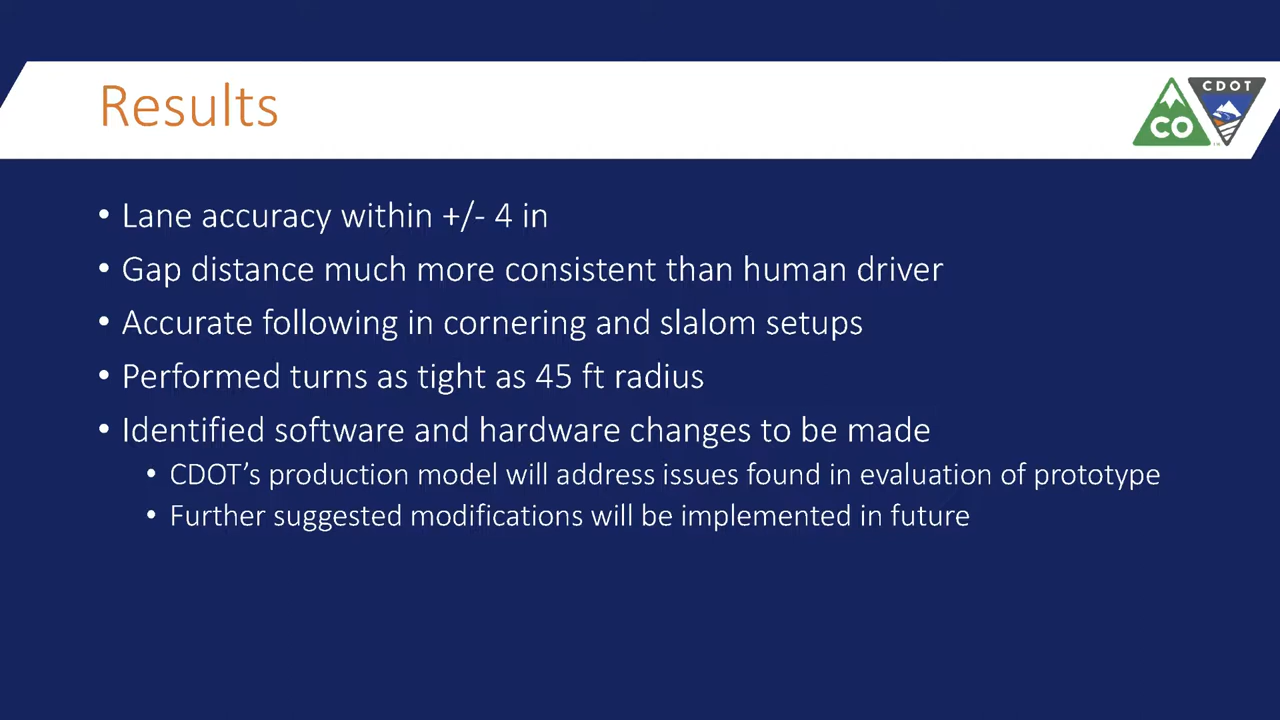 Results
CO
CDOT
• Lane accuracy within +/- 4 in
• Gap distance much more consistent than human driver
• Accurate following in cornering and slalom setups
• Performed turns as tight as 45 ft radius
• Identified software and hardware changes to be made
• CDOT’s production model will address issues found in evaluation of prototype
• Further suggested modifications will be implemented in future